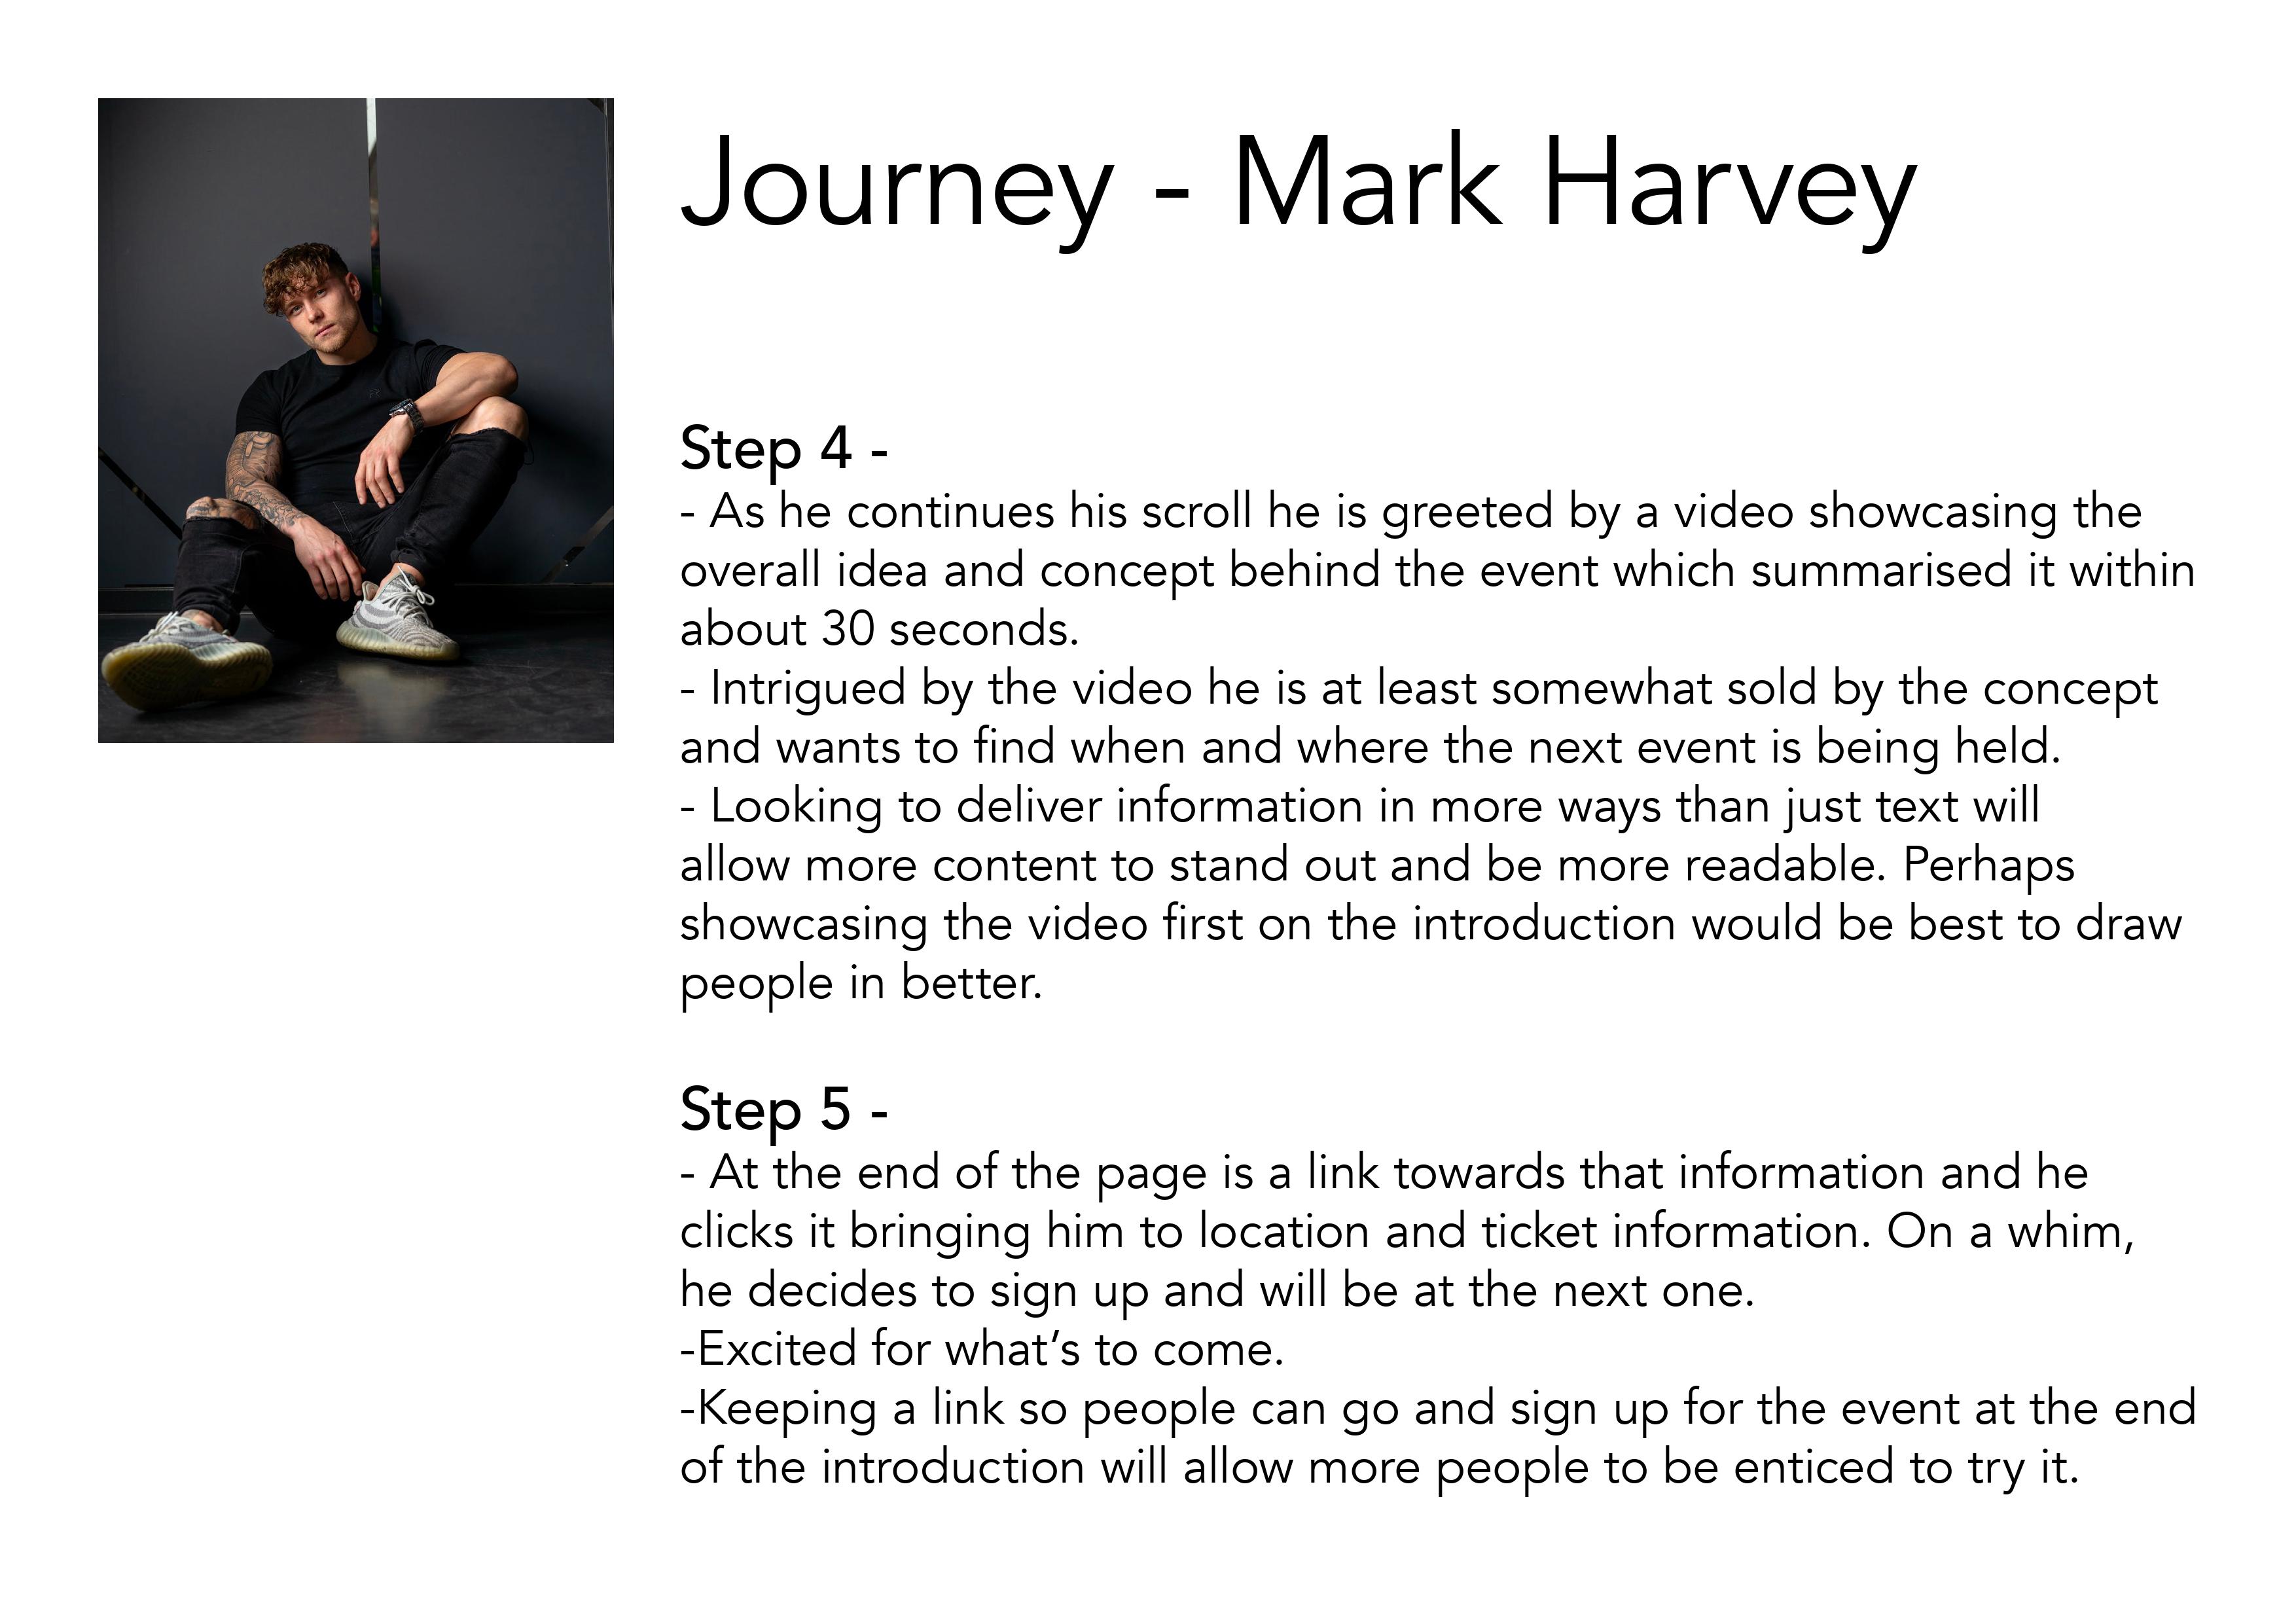 Journey - Mark Harvey
Step 4 -
- As he continues his scroll he is greeted by a video showcasing the
overall idea and concept behind the event which summarised it within
about 30 seconds.
- Intrigued by the video he is at least somewhat sold by the concept
and wants to find when and where the next event is being held.
- Looking to deliver information in more ways than just text will
allow more content to stand out and be more readable. Perhaps
showcasing the video first on the introduction would be best to draw
people in better.
Step 5 -
- At the end of the page is a link towards that information and he
clicks it bringing him to location and ticket information. On a whim,
he decides to sign up and will be at the next one.
-Excited for what’s to come.
-Keeping a link so people can go and sign up for the event at the end
of the introduction will allow more people to be enticed to try it.